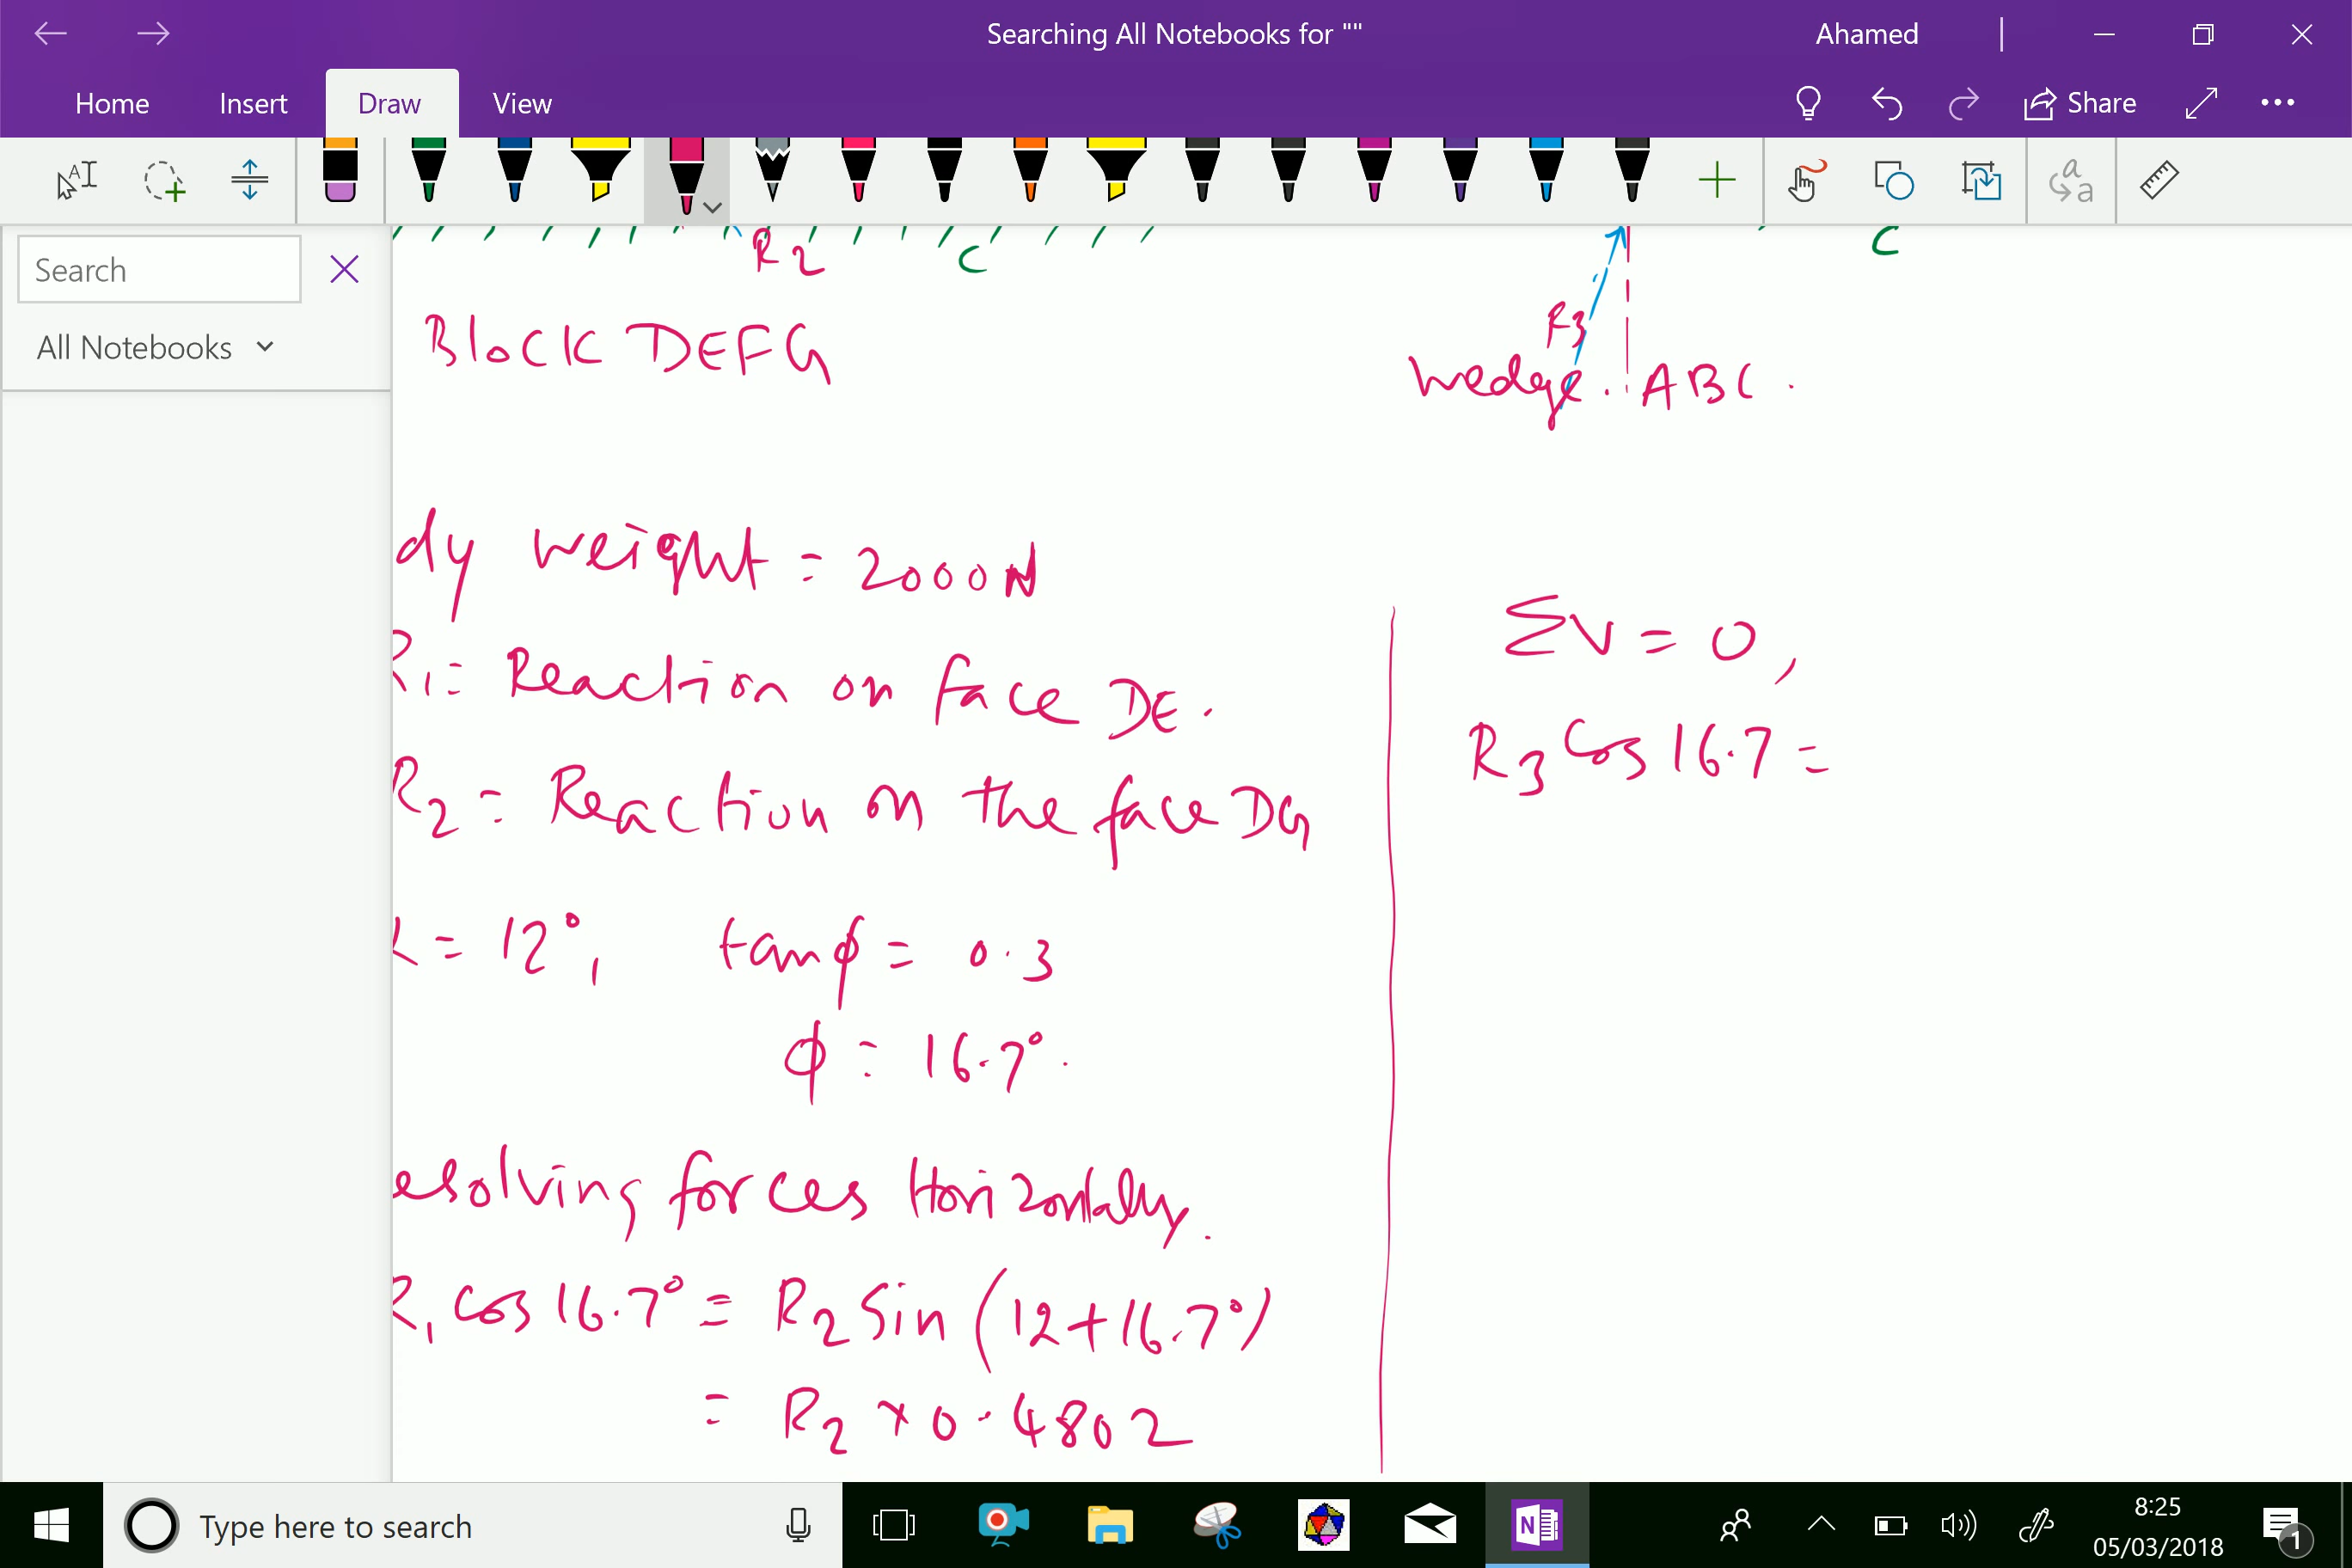 Searching All Notebooks for ""
Ahamed
Home Insert Draw View
Share
Search
All Notebooks
R2
C
C
R3
BLOCK DEFG
wedge. ABC.
dy weight = 2000N
R1 = Reaction on face DE.
R2 = Reaction on the face DG
= 12°, tanϕ = 0.3
ϕ = 16.7°.
esolving forces Horizontally.
R1 Cos 16.7° = R2 Sin (12+16.7°)
= R2 × 0.4802
ΣV = 0,
R3 Cos 16.7 =
Type here to search
N
8:25
05/03/2018
1